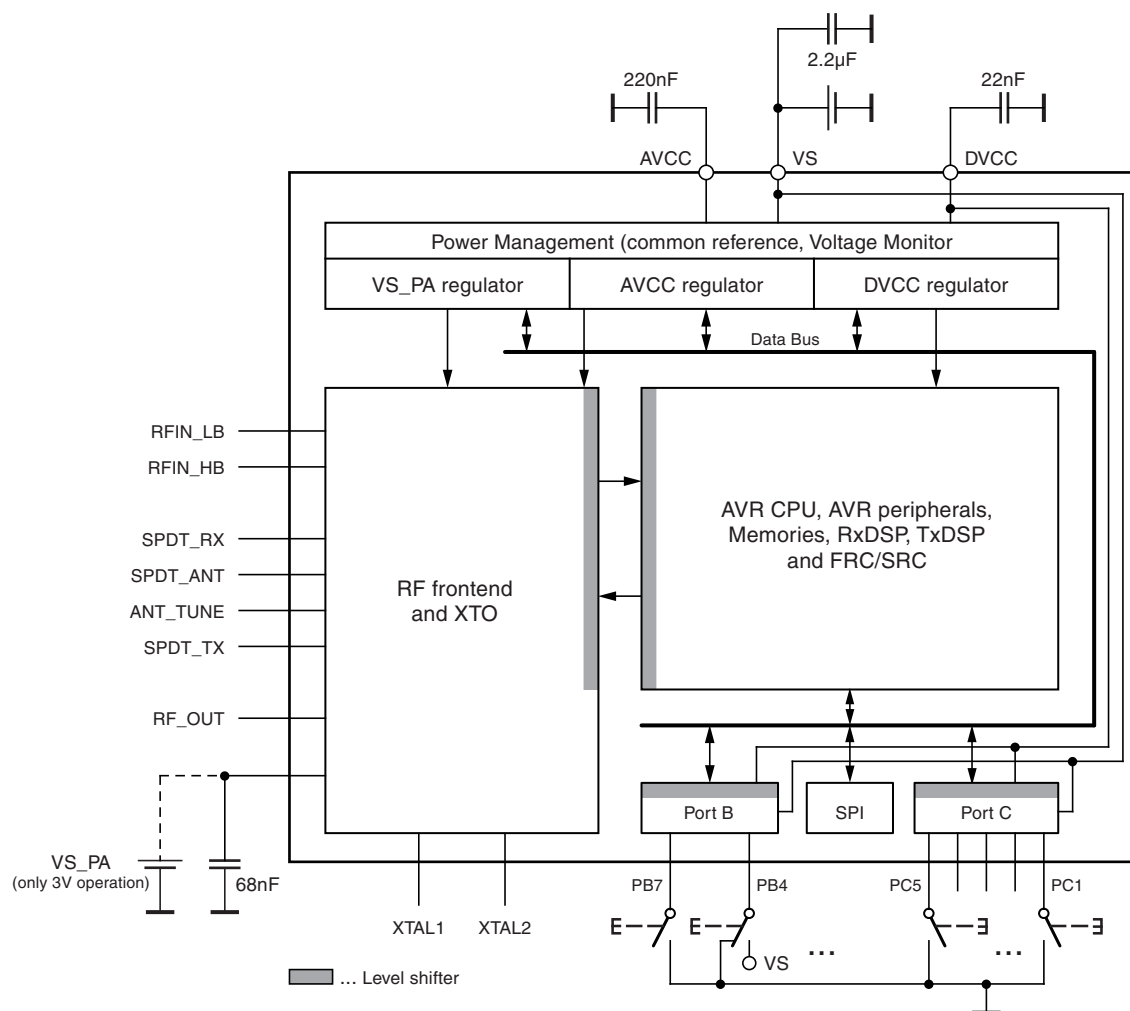 2.2µF
220nF
22nF
AVCC
VS
DVCC
Power Management (common reference, Voltage Monitor
VS_PA regulator
AVCC regulator
DVCC regulator
Data Bus
RFIN_LB
RFIN_HB
SPDT_RX
SPDT_ANT
ANT_TUNE
SPDT_TX
RF_OUT
RF frontend
and XTO
AVR CPU, AVR peripherals,
Memories, RxDSP, TxDSP
and FRC/SRC
Port B
SPI
Port C
VS_PA
(only 3V operation)
68nF
PB7
PB4
PC5
PC1
XTAL1
XTAL2
VS
...
...
... Level shifter